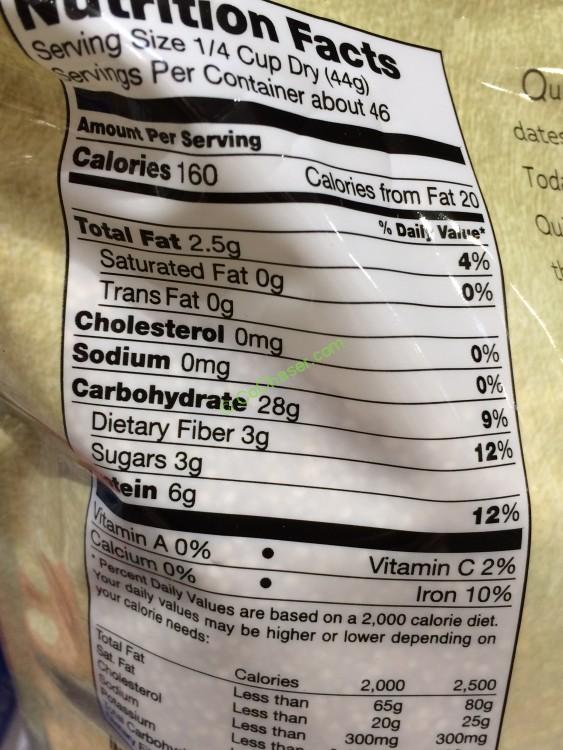 Nutrition Facts
Serving Size 1/4 Cup Dry (44g)
Servings Per Container about 46
Amount Per Serving
Calories 160 Calories from Fat 20
% Daily Value*
Total Fat 2.5g 4%
Saturated Fat 0g 0%
Trans Fat 0g
Cholesterol 0mg 0%
Sodium 0mg 0%
Carbohydrate 28g 9%
Dietary Fiber 3g 12%
Sugars 3g
tein 6g 12%
Vitamin A 0% • Vitamin C 2%
Calcium 0% • Iron 10%
* Percent Daily Values are based on a 2,000 calorie diet.
Your daily values may be higher or lower depending on
your calorie needs:
Calories 2,000 2,500
Total Fat Less than 65g 80g
Sat. Fat Less than 20g 25g
Cholesterol Less than 300mg 300mg
Sodium Less than
Potassium
Carbohy
Qu
dates
Toda
Qui
th